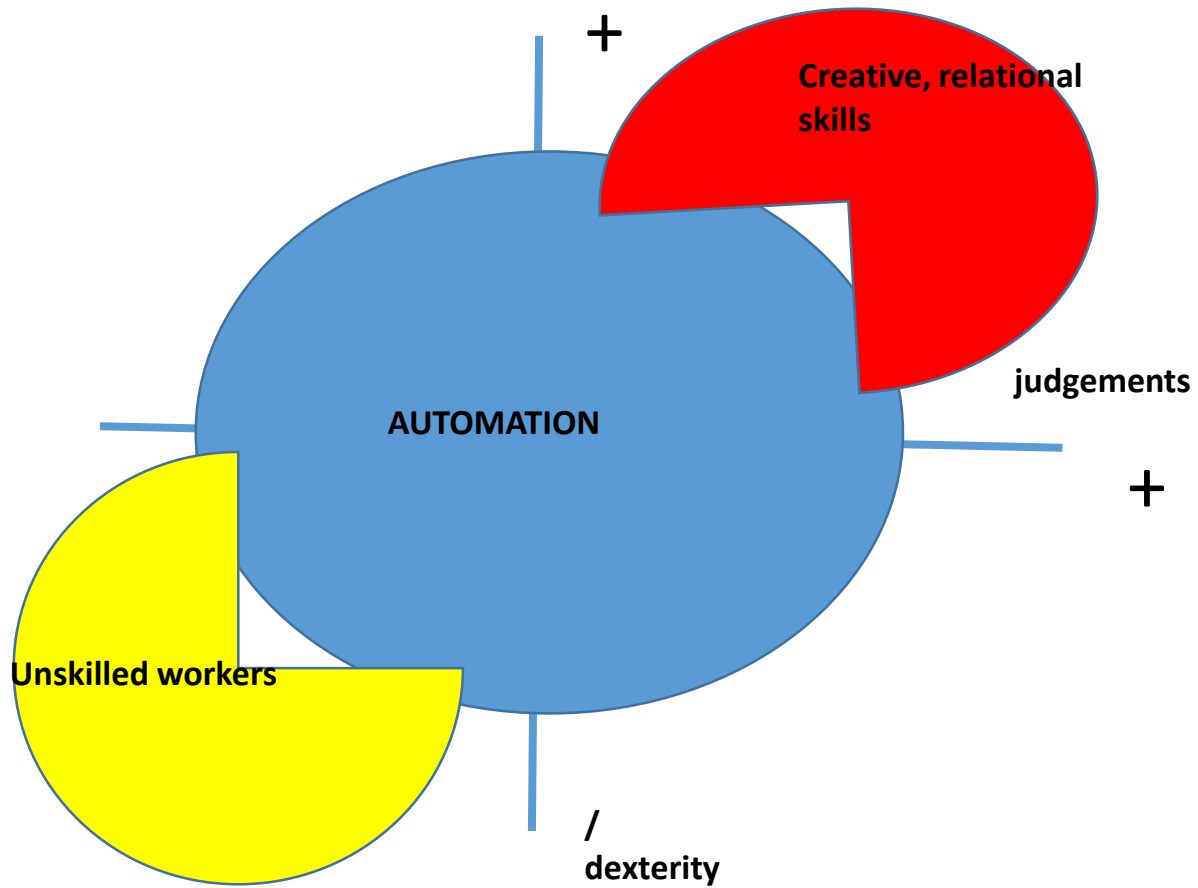 +
Creative, relational
skills
judgements
AUTOMATION
+
Unskilled workers
/
dexterity